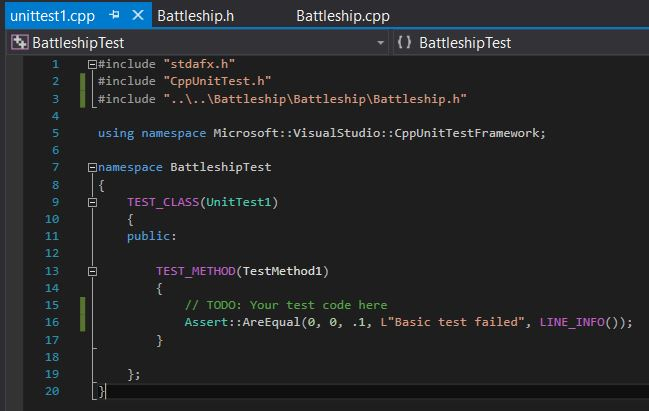 unittest1.cpp Battleship.h Battleship.cpp
BattleshipTest {} BattleshipTest
1 #include "stdafx.h"
2 #include "CppUnitTest.h"
3 #include "..\..\Battleship\Battleship\Battleship.h"
4
5 using namespace Microsoft::VisualStudio::CppUnitTestFramework;
6
7 namespace BattleshipTest
8 {
9 TEST_CLASS(UnitTest1)
10 {
11 public:
12
13 TEST_METHOD(TestMethod1)
14 {
15 // TODO: Your test code here
16 Assert::AreEqual(0, 0, .1, L"Basic test failed", LINE_INFO());
17 }
18
19 };
20 }